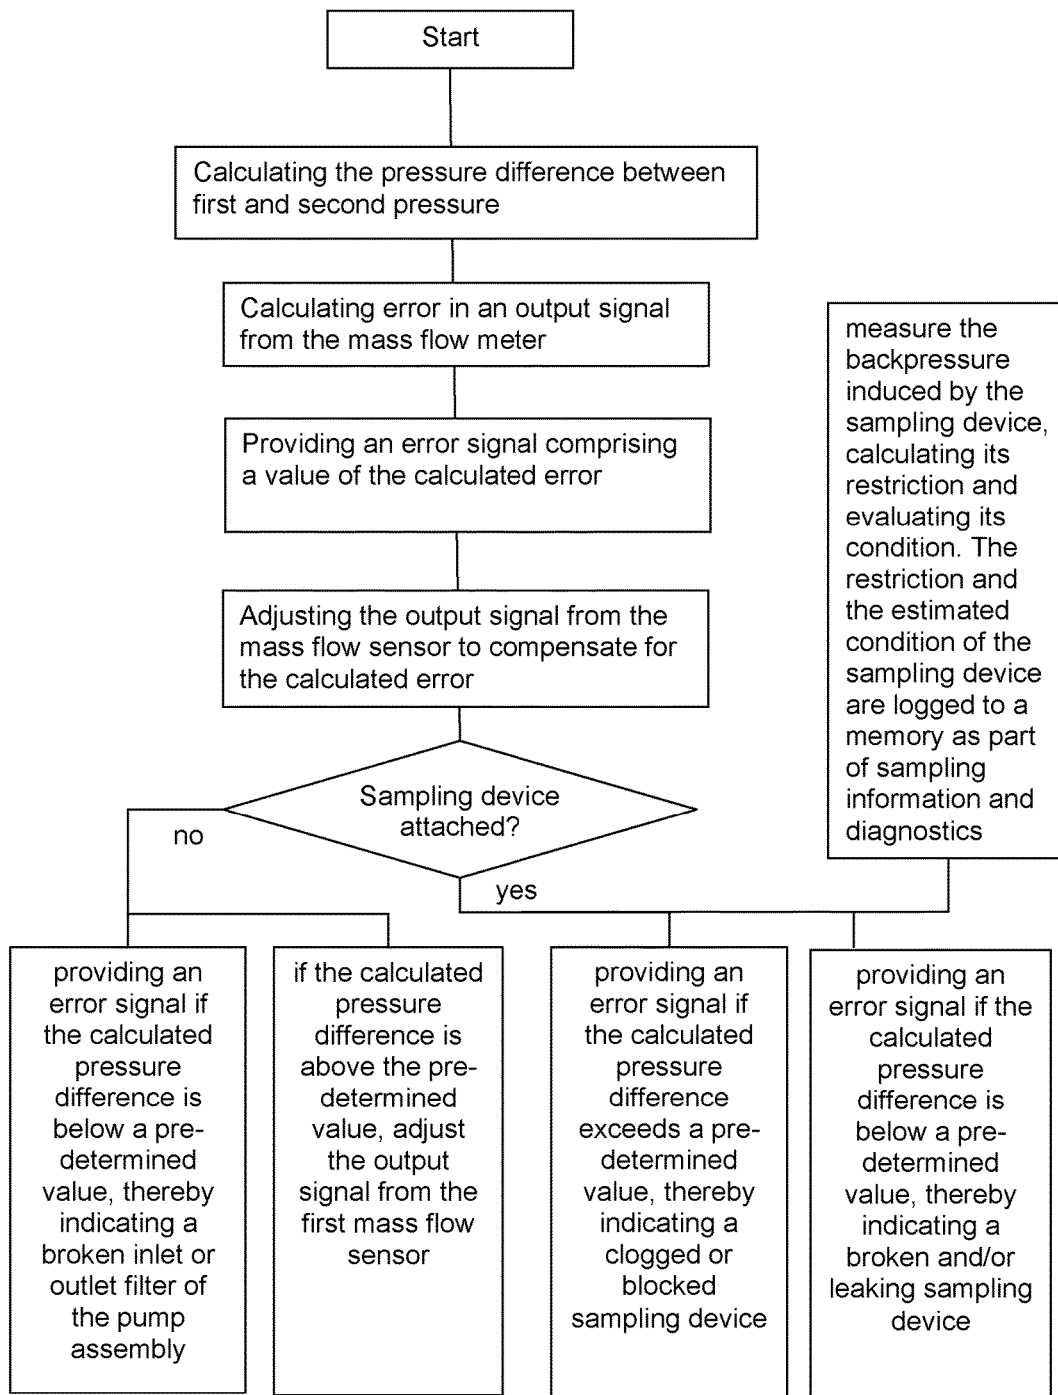 Start
Calculating the pressure difference between
first and second pressure
Calculating error in an output signal
from the mass flow meter
Providing an error signal comprising
a value of the calculated error
Adjusting the output signal from the
mass flow sensor to compensate for
the calculated error
measure the
backpressure
induced by the
sampling device,
calculating its
restriction and
evaluating its
condition. The
restriction and
the estimated
condition of the
sampling device
are logged to a
memory as part
of sampling
information and
diagnostics
Sampling device
attached?
no
yes
providing an
error signal if
the calculated
pressure
difference is
below a pre-
determined
value, thereby
indicating a
broken inlet or
outlet filter of
the pump
assembly
if the calculated
pressure
difference is
above the pre-
determined
value, adjust
the output
signal from the
first mass flow
sensor
providing an
error signal if
the calculated
pressure
difference
exceeds a pre-
determined
value, thereby
indicating a
clogged or
blocked
sampling device
providing an
error signal if the
calculated
pressure
difference is
below a pre-
determined
value, thereby
indicating a
broken and/or
leaking sampling
device